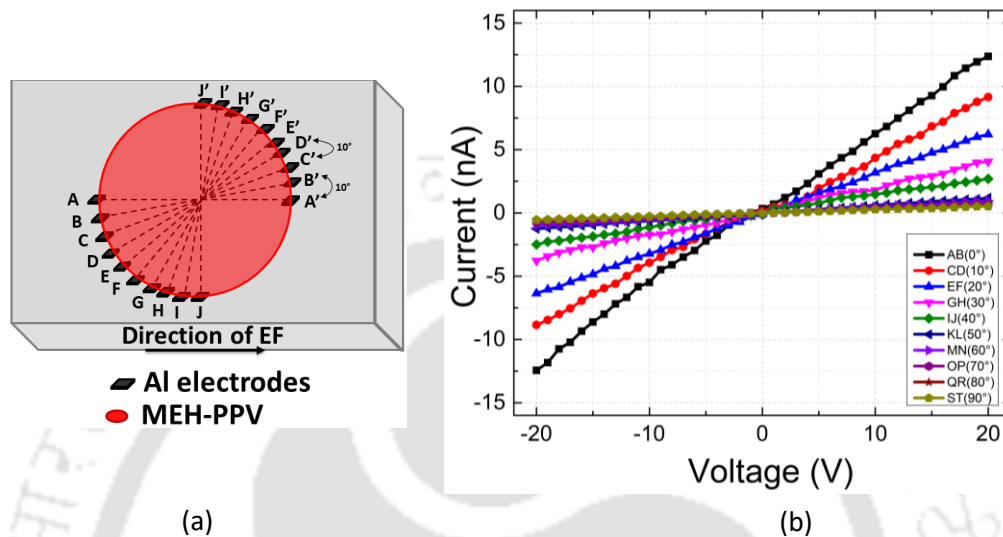 J’
I’
H’
G’
F’
E’
D’
10°
C’
B’
10°
A’
A
B
C
D
E
F
G
H
I
J
Direction of EF
Al electrodes
MEH-PPV
(a)
15
10
5
0
-5
-10
-15
Current (nA)
-20
-10
0
10
20
Voltage (V)
AB(0°)
CD(10°)
EF(20°)
GH(30°)
IJ(40°)
KL(50°)
MN(60°)
OP(70°)
QR(80°)
ST(90°)
(b)